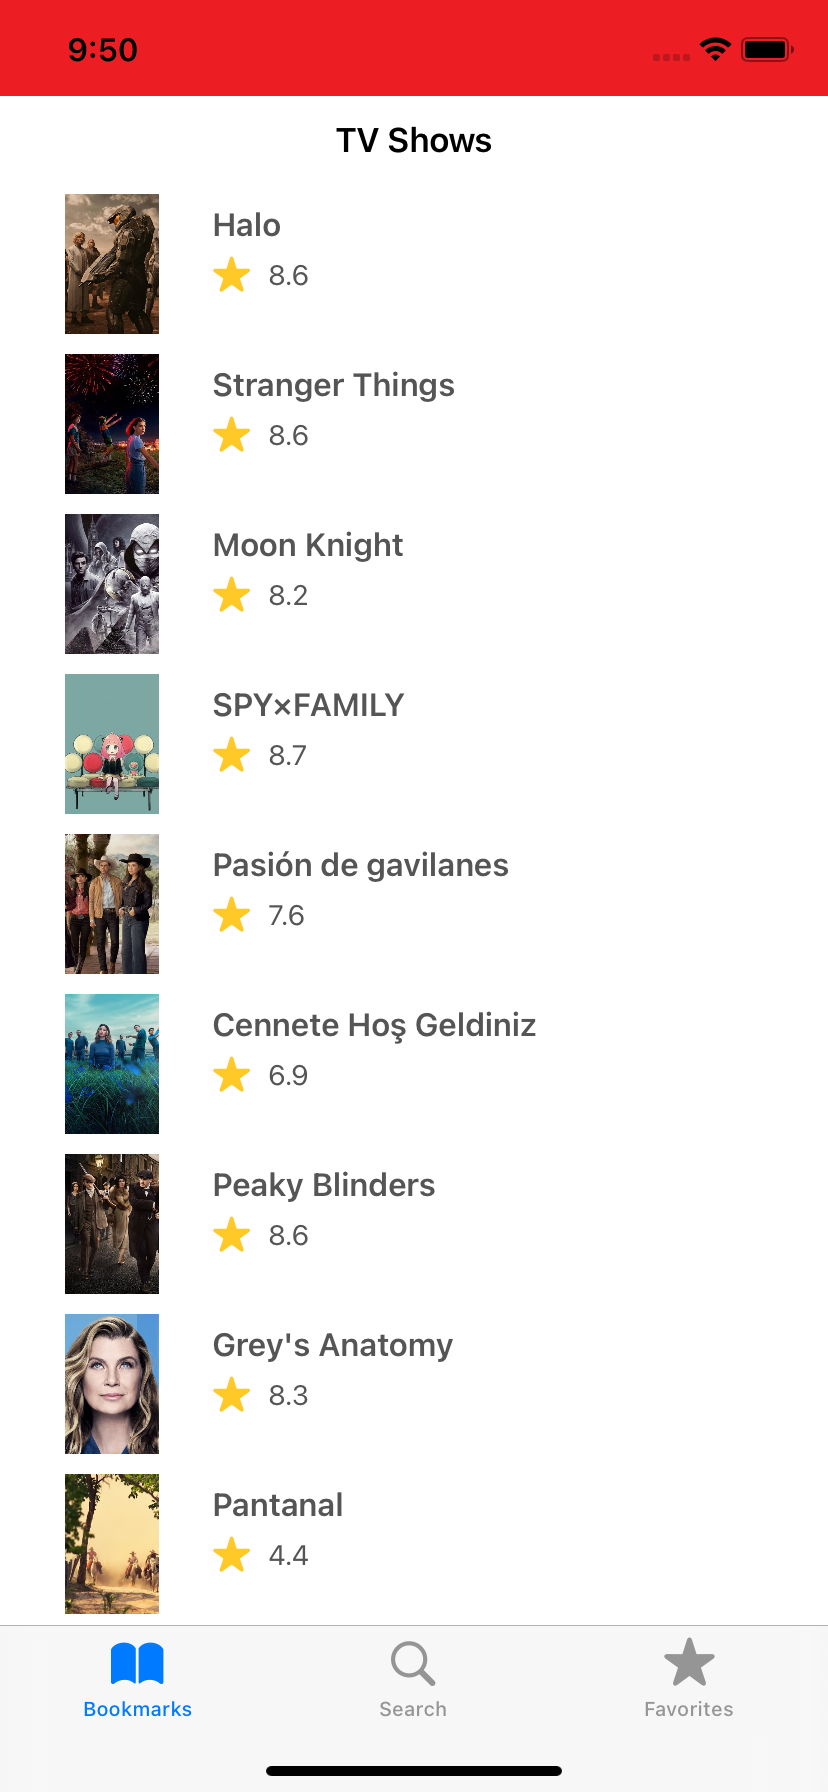 9:50
TV Shows
Halo
8.6
Stranger Things
8.6
Moon Knight
8.2
SPY×FAMILY
8.7
Pasión de gavilanes
7.6
Cennete Hoş Geldiniz
6.9
Peaky Blinders
8.6
Grey's Anatomy
8.3
Pantanal
4.4
Bookmarks
Search
Favorites